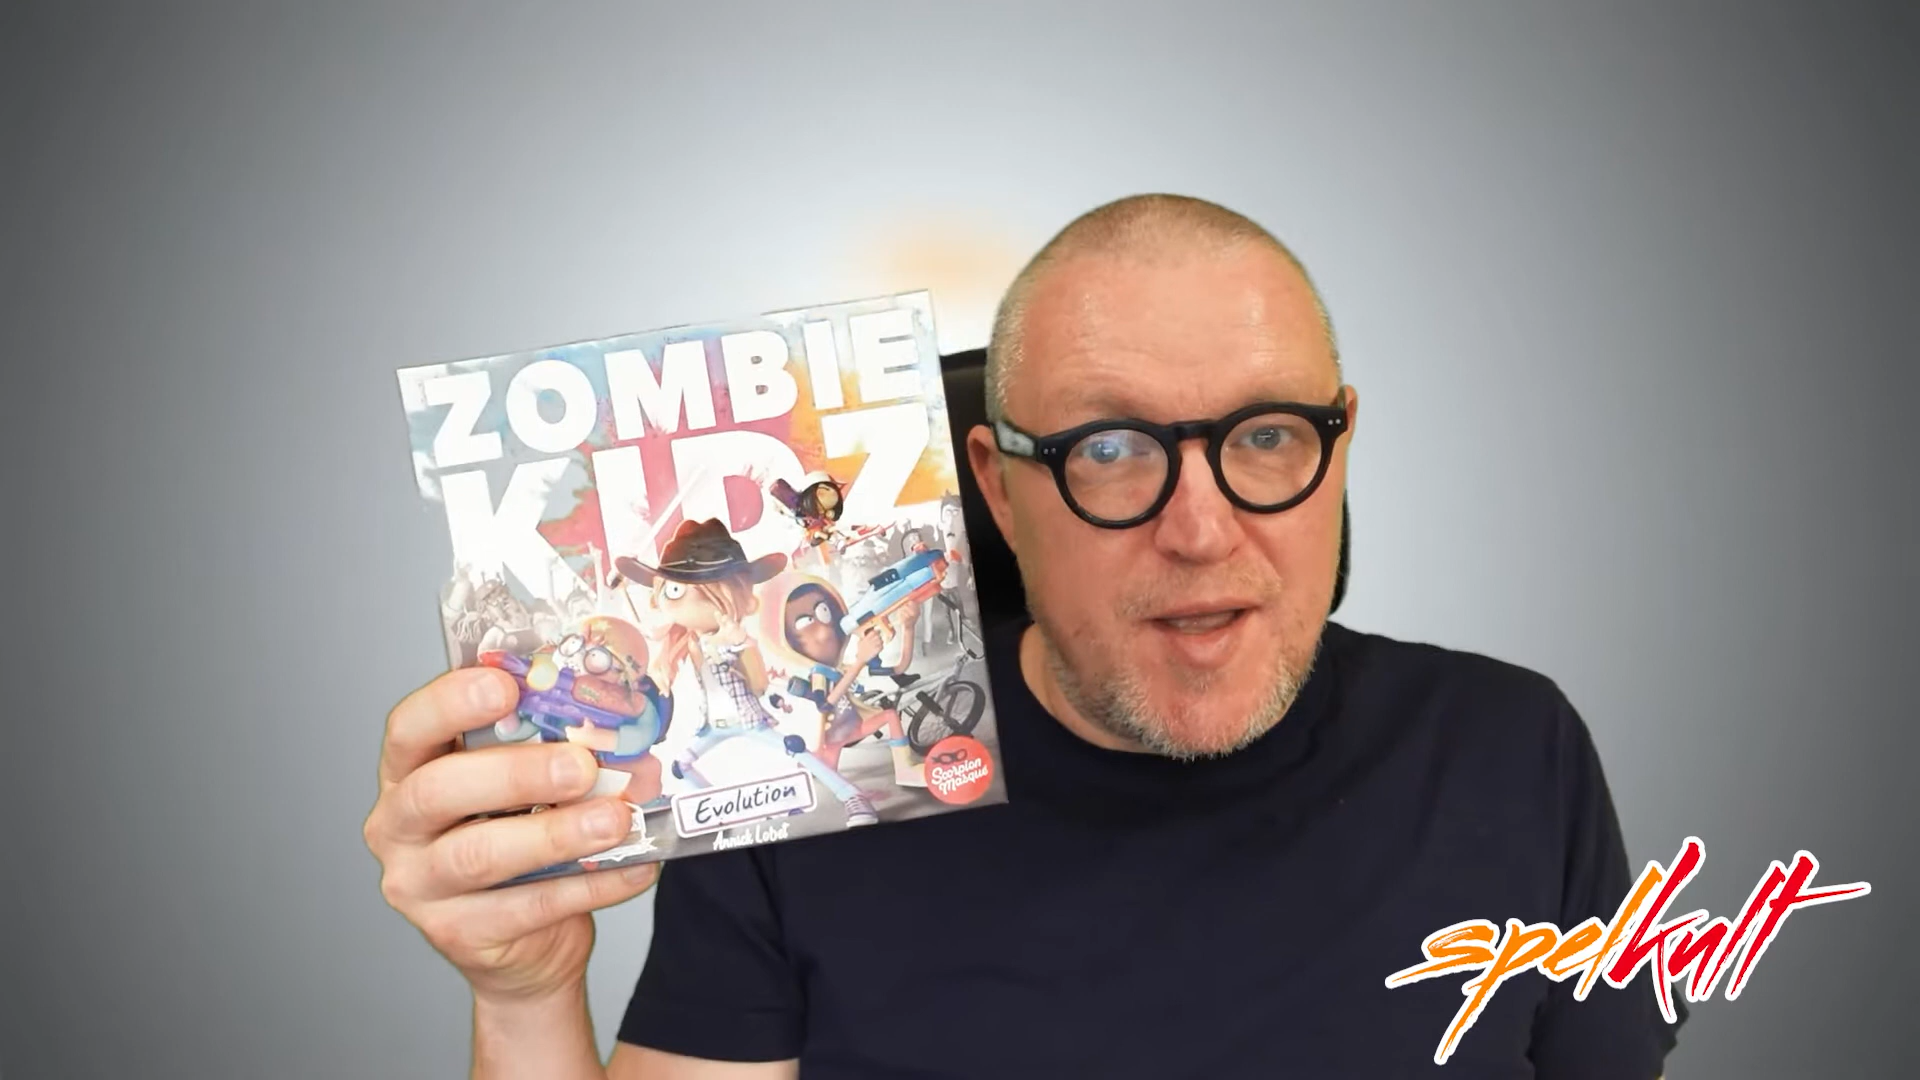 ZOMBIE
KIDZ
Evolution
Annick Lobet
Scorpion
Masqué
spelkult